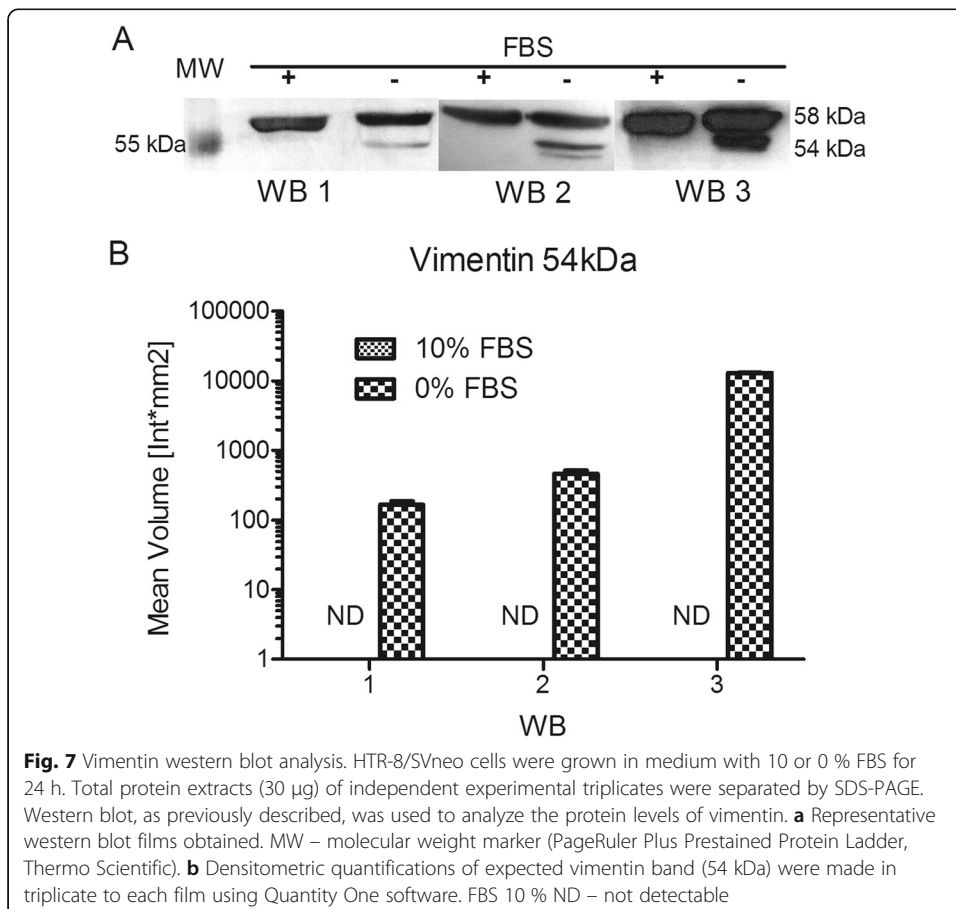 A
FBS
MW + - + - + -
58 kDa
55 kDa
54 kDa
WB 1 WB 2 WB 3
B
Vimentin 54kDa
100000
10000
1000
100
10
1
Mean Volume [Int*mm2]
10% FBS
0% FBS
ND ND ND
1 2 3
WB
Fig. 7 Vimentin western blot analysis. HTR-8/SVneo cells were grown in medium with 10 or 0 % FBS for
24 h. Total protein extracts (30 μg) of independent experimental triplicates were separated by SDS-PAGE.
Western blot, as previously described, was used to analyze the protein levels of vimentin. a Representative
western blot films obtained. MW – molecular weight marker (PageRuler Plus Prestained Protein Ladder,
Thermo Scientific). b Densitometric quantifications of expected vimentin band (54 kDa) were made in
triplicate to each film using Quantity One software. FBS 10 % ND – not detectable